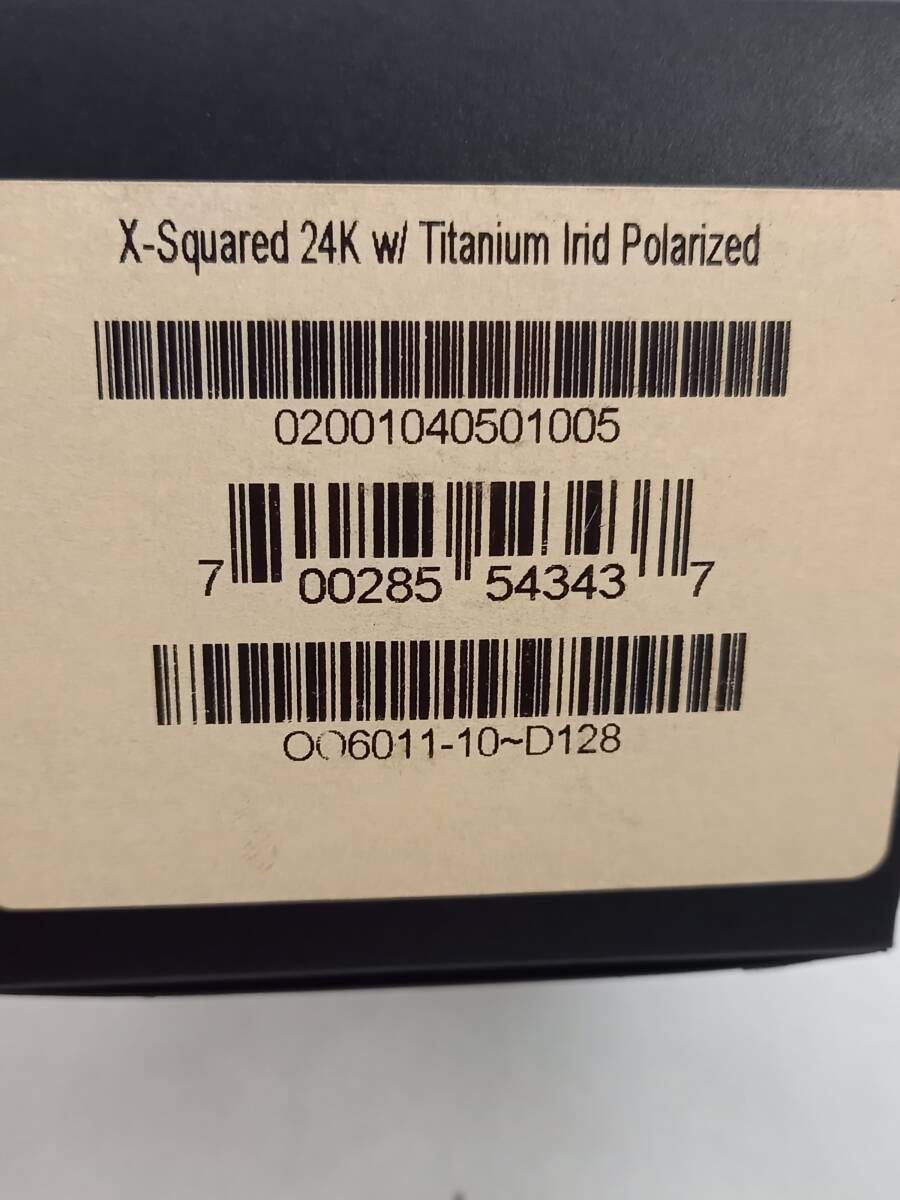 X-Squared 24K w/ Titanium Irid Polarized
02001040501005
7 00285 54343 7
OO6011-10~D128